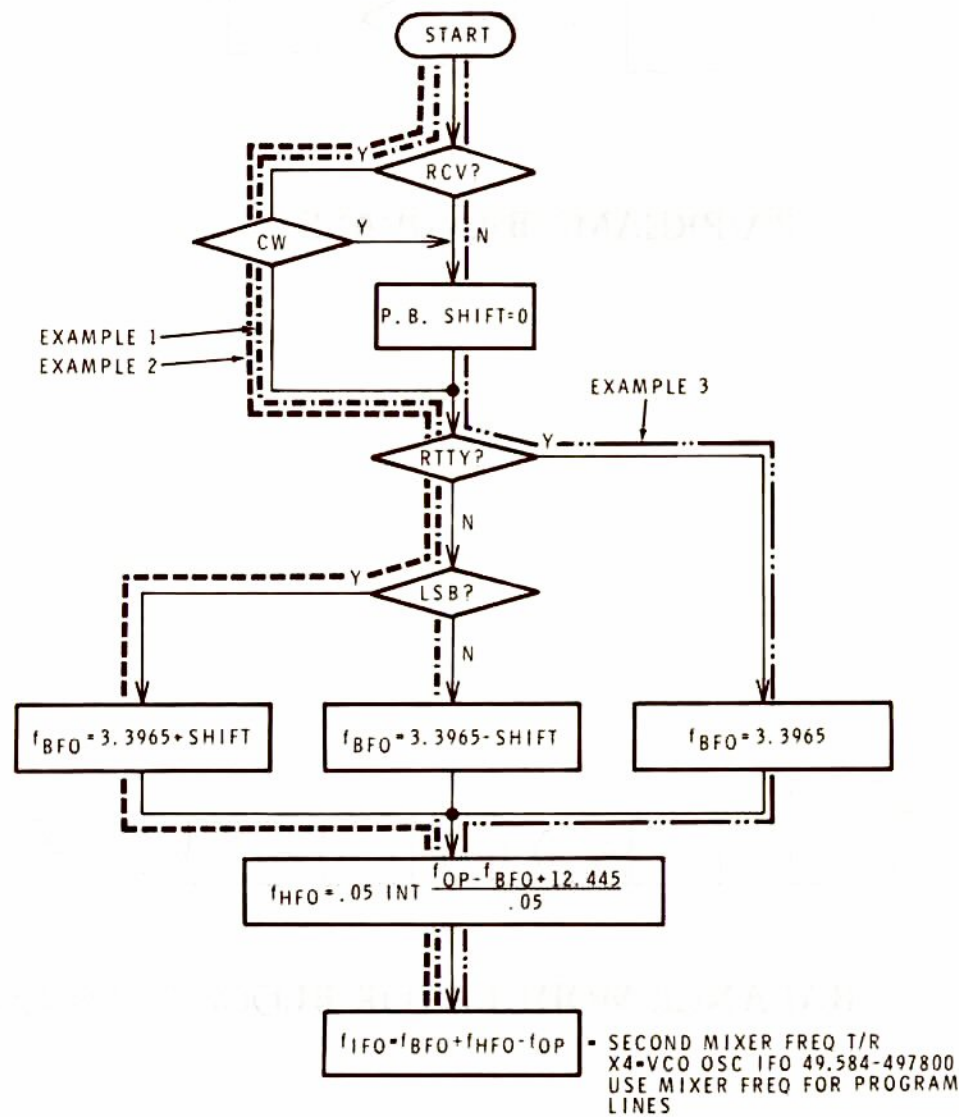 START
Y
RCV?
CW
Y
N
P.B. SHIFT=0
EXAMPLE 1
EXAMPLE 2
EXAMPLE 3
Y
RTTY?
N
Y
LSB?
N
fBFO=3.3965+SHIFT
fBFO=3.3965-SHIFT
fBFO=3.3965
fHFO=.05 INT fOP-fBFO+12.445
.05
fIFO=fBFO+fHFO-fOP
= SECOND MIXER FREQ T/R
X4=VCO OSC IFO 49.584-497800
USE MIXER FREQ FOR PROGRAM
LINES